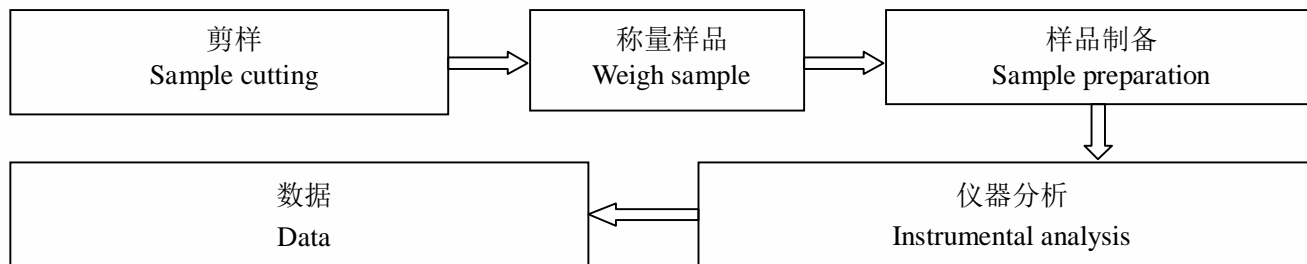 剪样
Sample cutting
称量样品
Weigh sample
样品制备
Sample preparation
仪器分析
Instrumental analysis
数据
Data